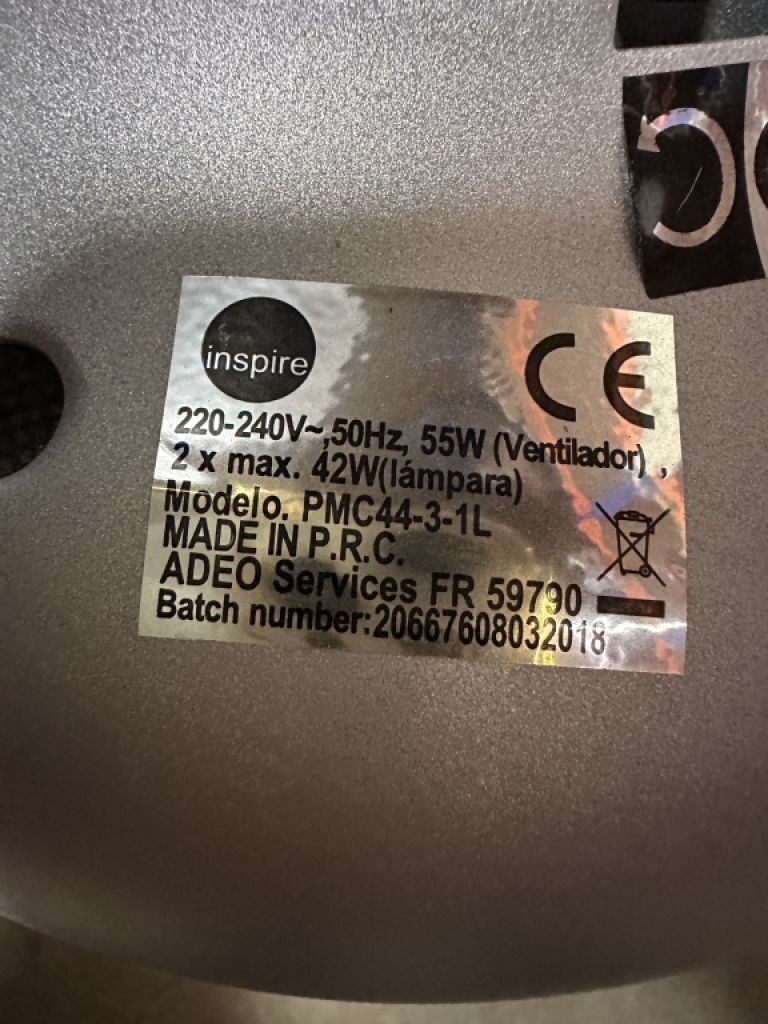 inspire
CE
220-240V~,50Hz, 55W (Ventilador) ,
2 x max. 42W(lámpara)
Modelo. PMC44-3-1L
MADE IN P.R.C.
ADEO Services FR 59790
Batch number:20667608032018